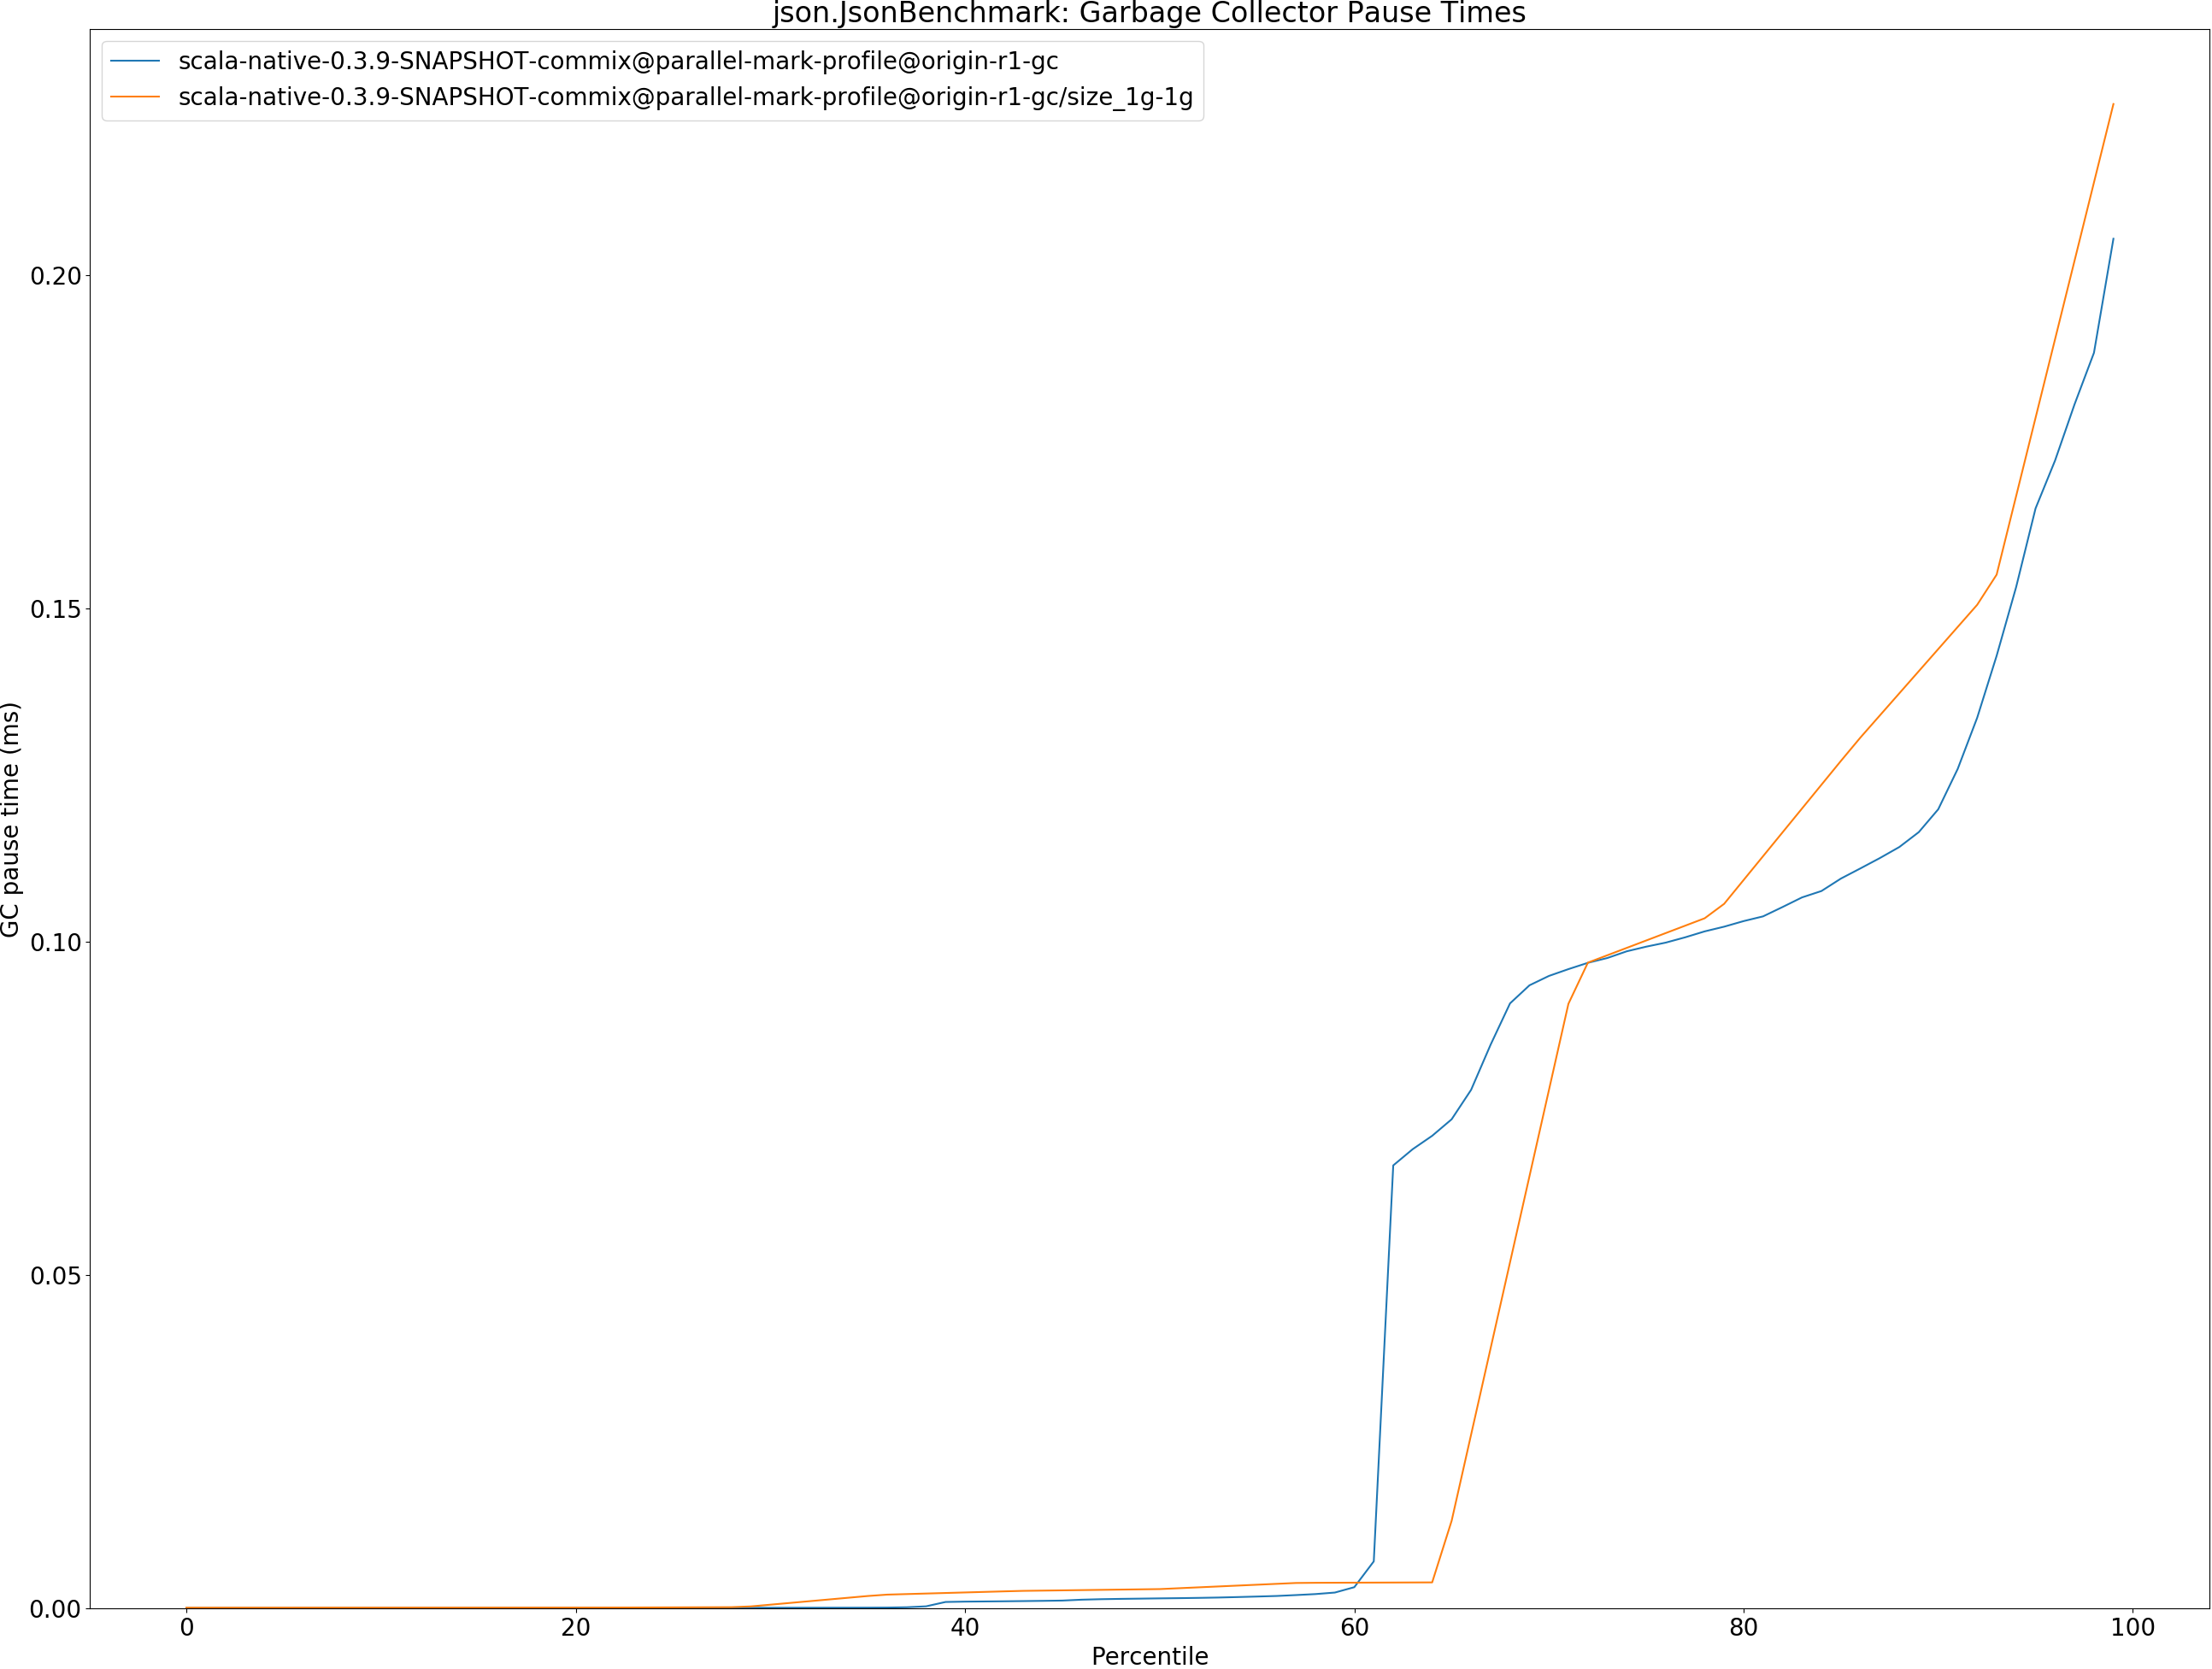 json.JsonBenchmark: Garbage Collector Pause Times
scala-native-0.3.9-SNAPSHOT-commix@parallel-mark-profile@origin-r1-gc
scala-native-0.3.9-SNAPSHOT-commix@parallel-mark-profile@origin-r1-gc/size_1g-1g
GC pause time (ms)
0.20
0.15
0.10
0.05
0.00
0 20 40 60 80 100
Percentile